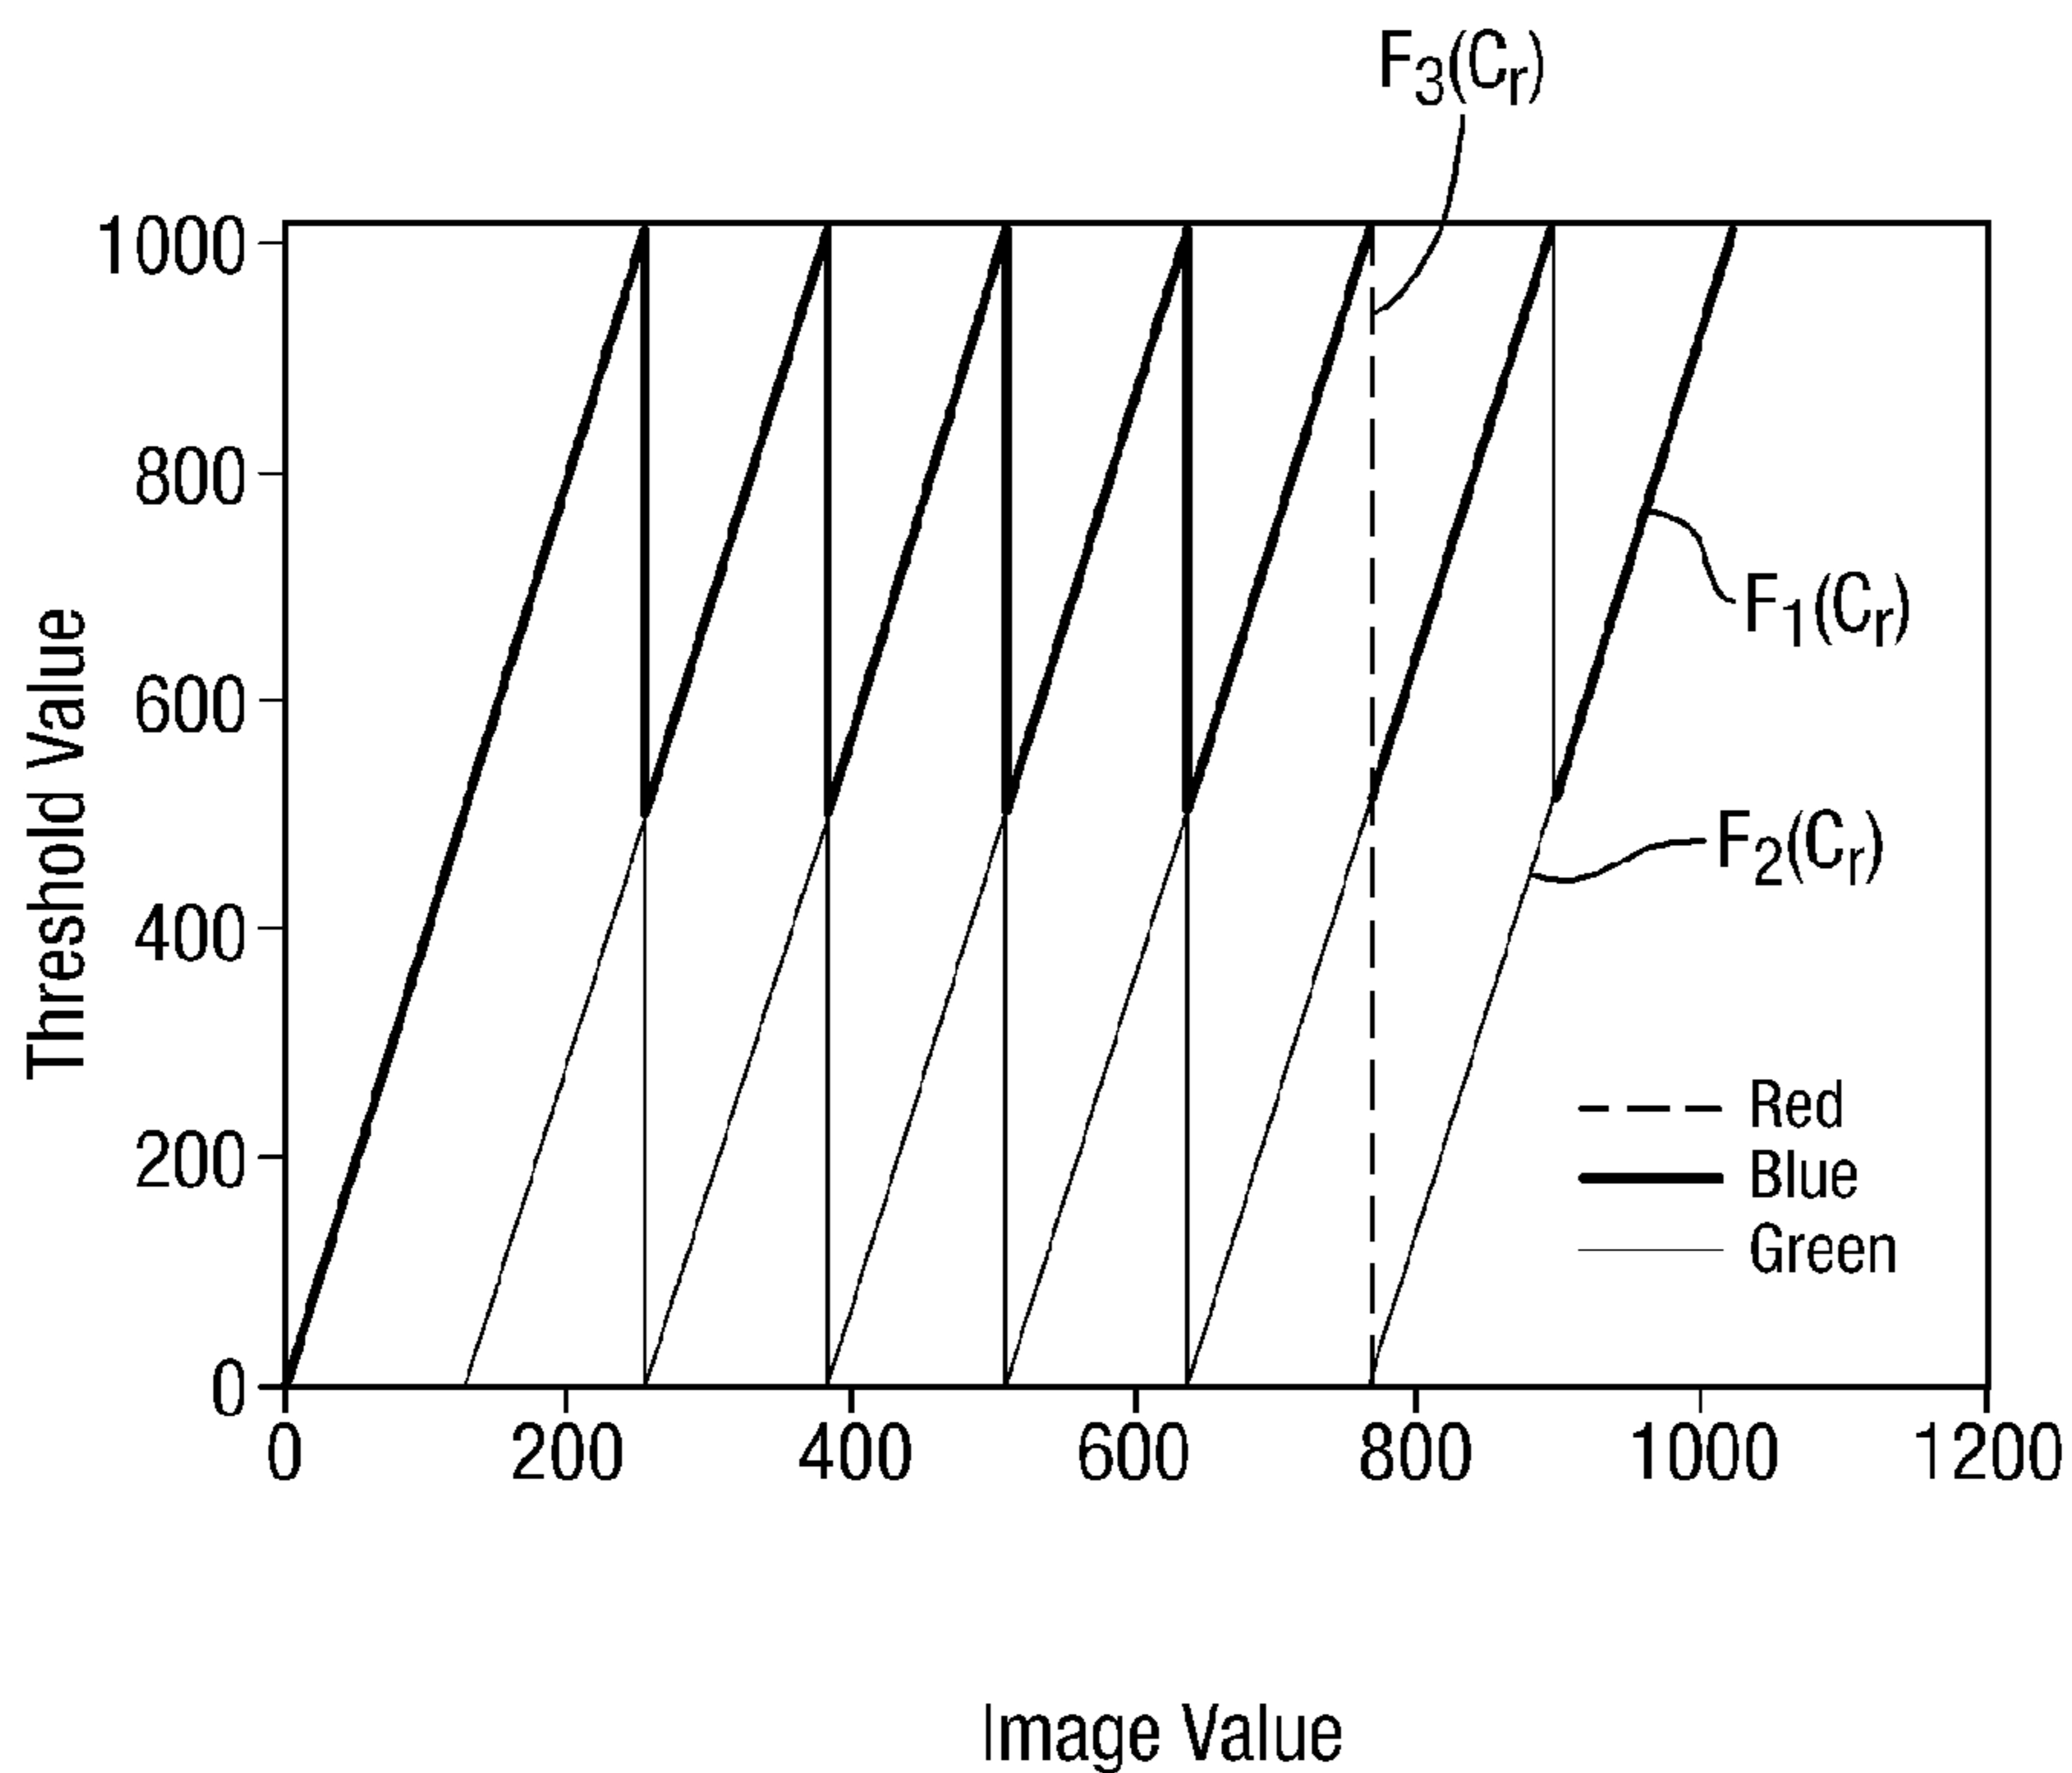 F3(Cr)
1000
800
600
400
200
0
Threshold Value
F1(Cr)
F2(Cr)
Red
Blue
Green
0 200 400 600 800 1000 1200
Image Value